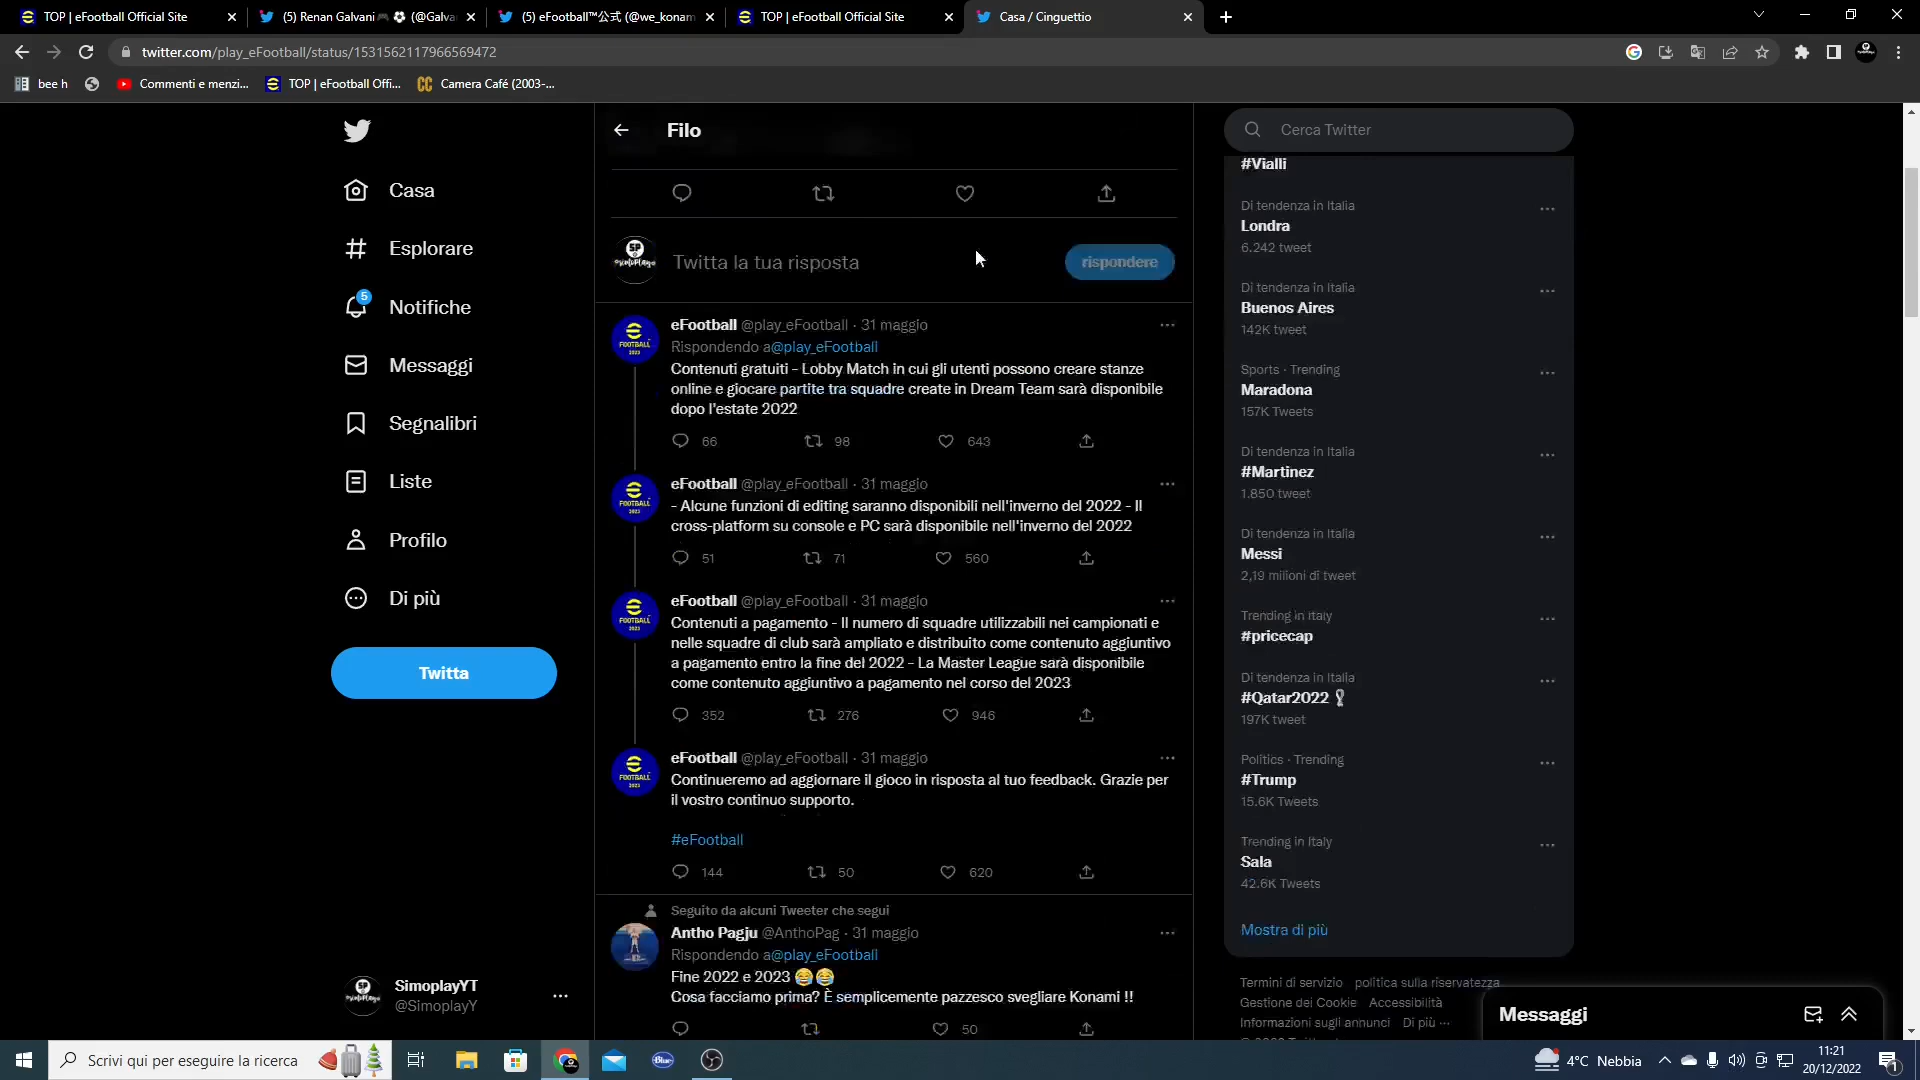 TOP | eFootball Official Site
(5) Renan Galvani🎮 ⚽ (@Galva
(5) eFootball™公式 (@we_konam
TOP | eFootball Official Site
Casa / Cinguettio
twitter.com/play_eFootball/status/1531562117966569472
bee h
Commenti e menzi...
TOP | eFootball Offi...
Camera Café (2003-...
Filo
Cerca Twitter
Casa
Esplorare
5
Notifiche
Messaggi
Segnalibri
Liste
Profilo
Di più
Twitta
SimoplayYT
@SimoplayY
Twitta la tua risposta
rispondere
eFootball @play_eFootball · 31 maggio
Rispondendo a@play_eFootball
Contenuti gratuiti - Lobby Match in cui gli utenti possono creare stanze
online e giocare partite tra squadre create in Dream Team sarà disponibile
dopo l'estate 2022
66 98 643
eFootball @play_eFootball · 31 maggio
- Alcune funzioni di editing saranno disponibili nell'inverno del 2022 - Il
cross-platform su console e PC sarà disponibile nell'inverno del 2022
51 71 560
eFootball @play_eFootball · 31 maggio
Contenuti a pagamento - Il numero di squadre utilizzabili nei campionati e
nelle squadre di club sarà ampliato e distribuito come contenuto aggiuntivo
a pagamento entro la fine del 2022 - La Master League sarà disponibile
come contenuto aggiuntivo a pagamento nel corso del 2023
352 276 946
eFootball @play_eFootball · 31 maggio
Continueremo ad aggiornare il gioco in risposta al tuo feedback. Grazie per
il vostro continuo supporto.
#eFootball
144 50 620
Seguito da alcuni Tweeter che segui
Antho Pagju @AnthoPag · 31 maggio
Rispondendo a@play_eFootball
Fine 2022 e 2023 😂😂
Cosa facciamo prima? È semplicemente pazzesco svegliare Konami !!
50
#Vialli
Di tendenza in Italia
Londra
6.242 tweet
Di tendenza in Italia
Buenos Aires
142K tweet
Sports · Trending
Maradona
157K Tweets
Di tendenza in Italia
#Martinez
1.850 tweet
Di tendenza in Italia
Messi
2,19 milioni di tweet
Trending in Italy
#pricecap
Di tendenza in Italia
#Qatar2022
197K tweet
Politics · Trending
#Trump
15.6K Tweets
Trending in Italy
Sala
42.6K Tweets
Mostra di più
Termini di servizio politica sulla riservatezza
Gestione dei Cookie Accessibilità
Informazioni sugli annunci Di più ···
Messaggi
Scrivi qui per eseguire la ricerca
4°C Nebbia
11:21
20/12/2022
1